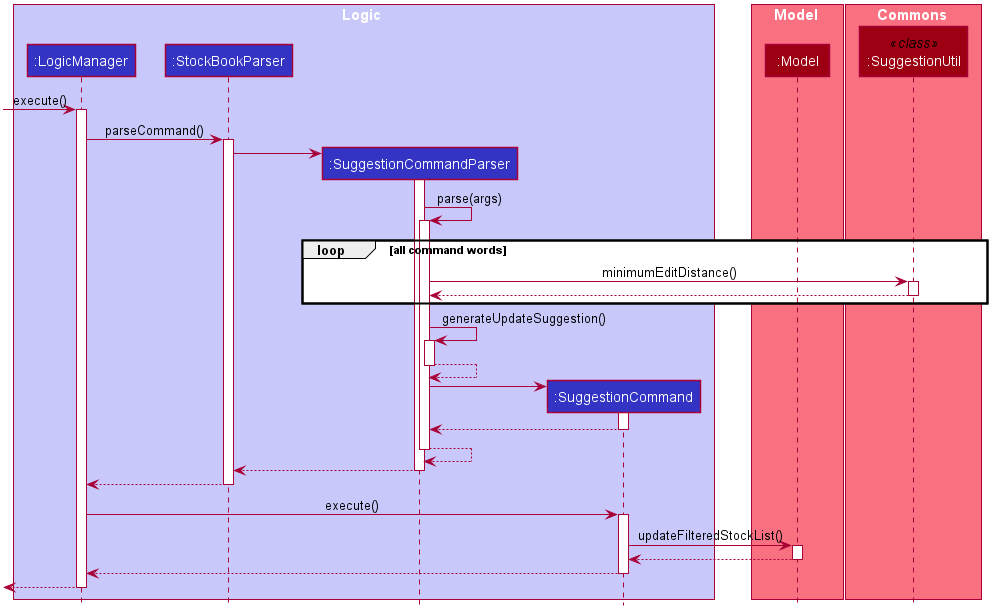 Logic
Model
Commons
:LogicManager
:StockBookParser
:Model
«class»
:SuggestionUtil
execute()
parseCommand()
:SuggestionCommandParser
parse(args)
loop
[all command words]
minimumEditDistance()
generateUpdateSuggestion()
:SuggestionCommand
execute()
updateFilteredStockList()